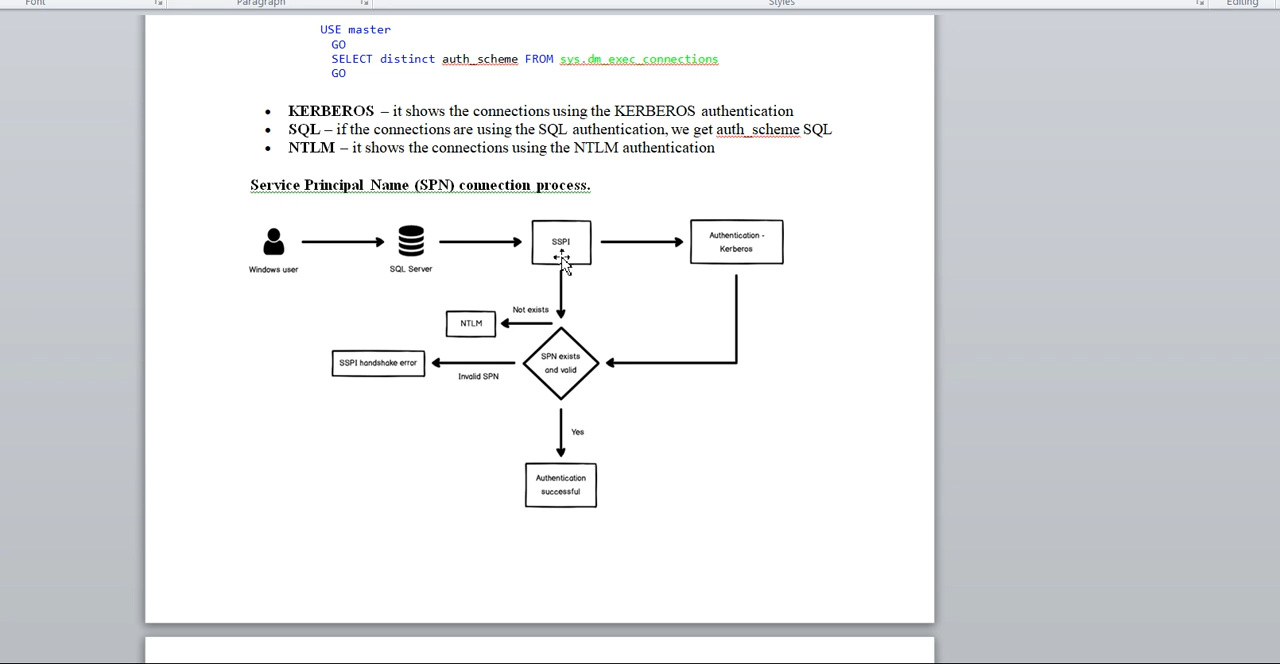 Font Paragraph Styles Editing
USE master
GO
SELECT distinct auth_scheme FROM sys.dm_exec_connections
GO
• KERBEROS – it shows the connections using the KERBEROS authentication
• SQL – if the connections are using the SQL authentication, we get auth_scheme SQL
• NTLM – it shows the connections using the NTLM authentication
Service Principal Name (SPN) connection process.
Windows user
SQL Server
SSPI
Authentication -
Kerberos
Not exists
NTLM
SPN exists
and valid
SSPI handshake error
Invalid SPN
Yes
Authentication
successful